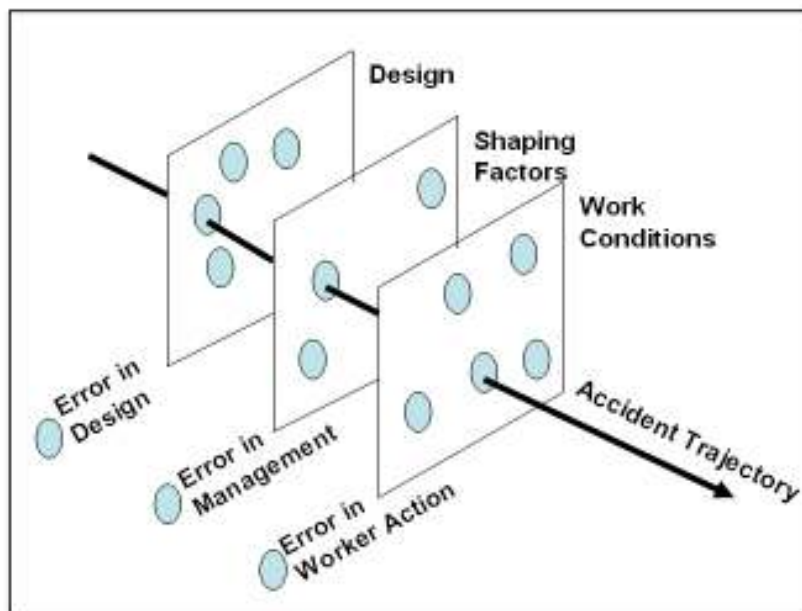 Design
Shaping
Factors
Work
Conditions
Error in
Design
Error in
Management
Error in
Worker Action
Accident Trajectory